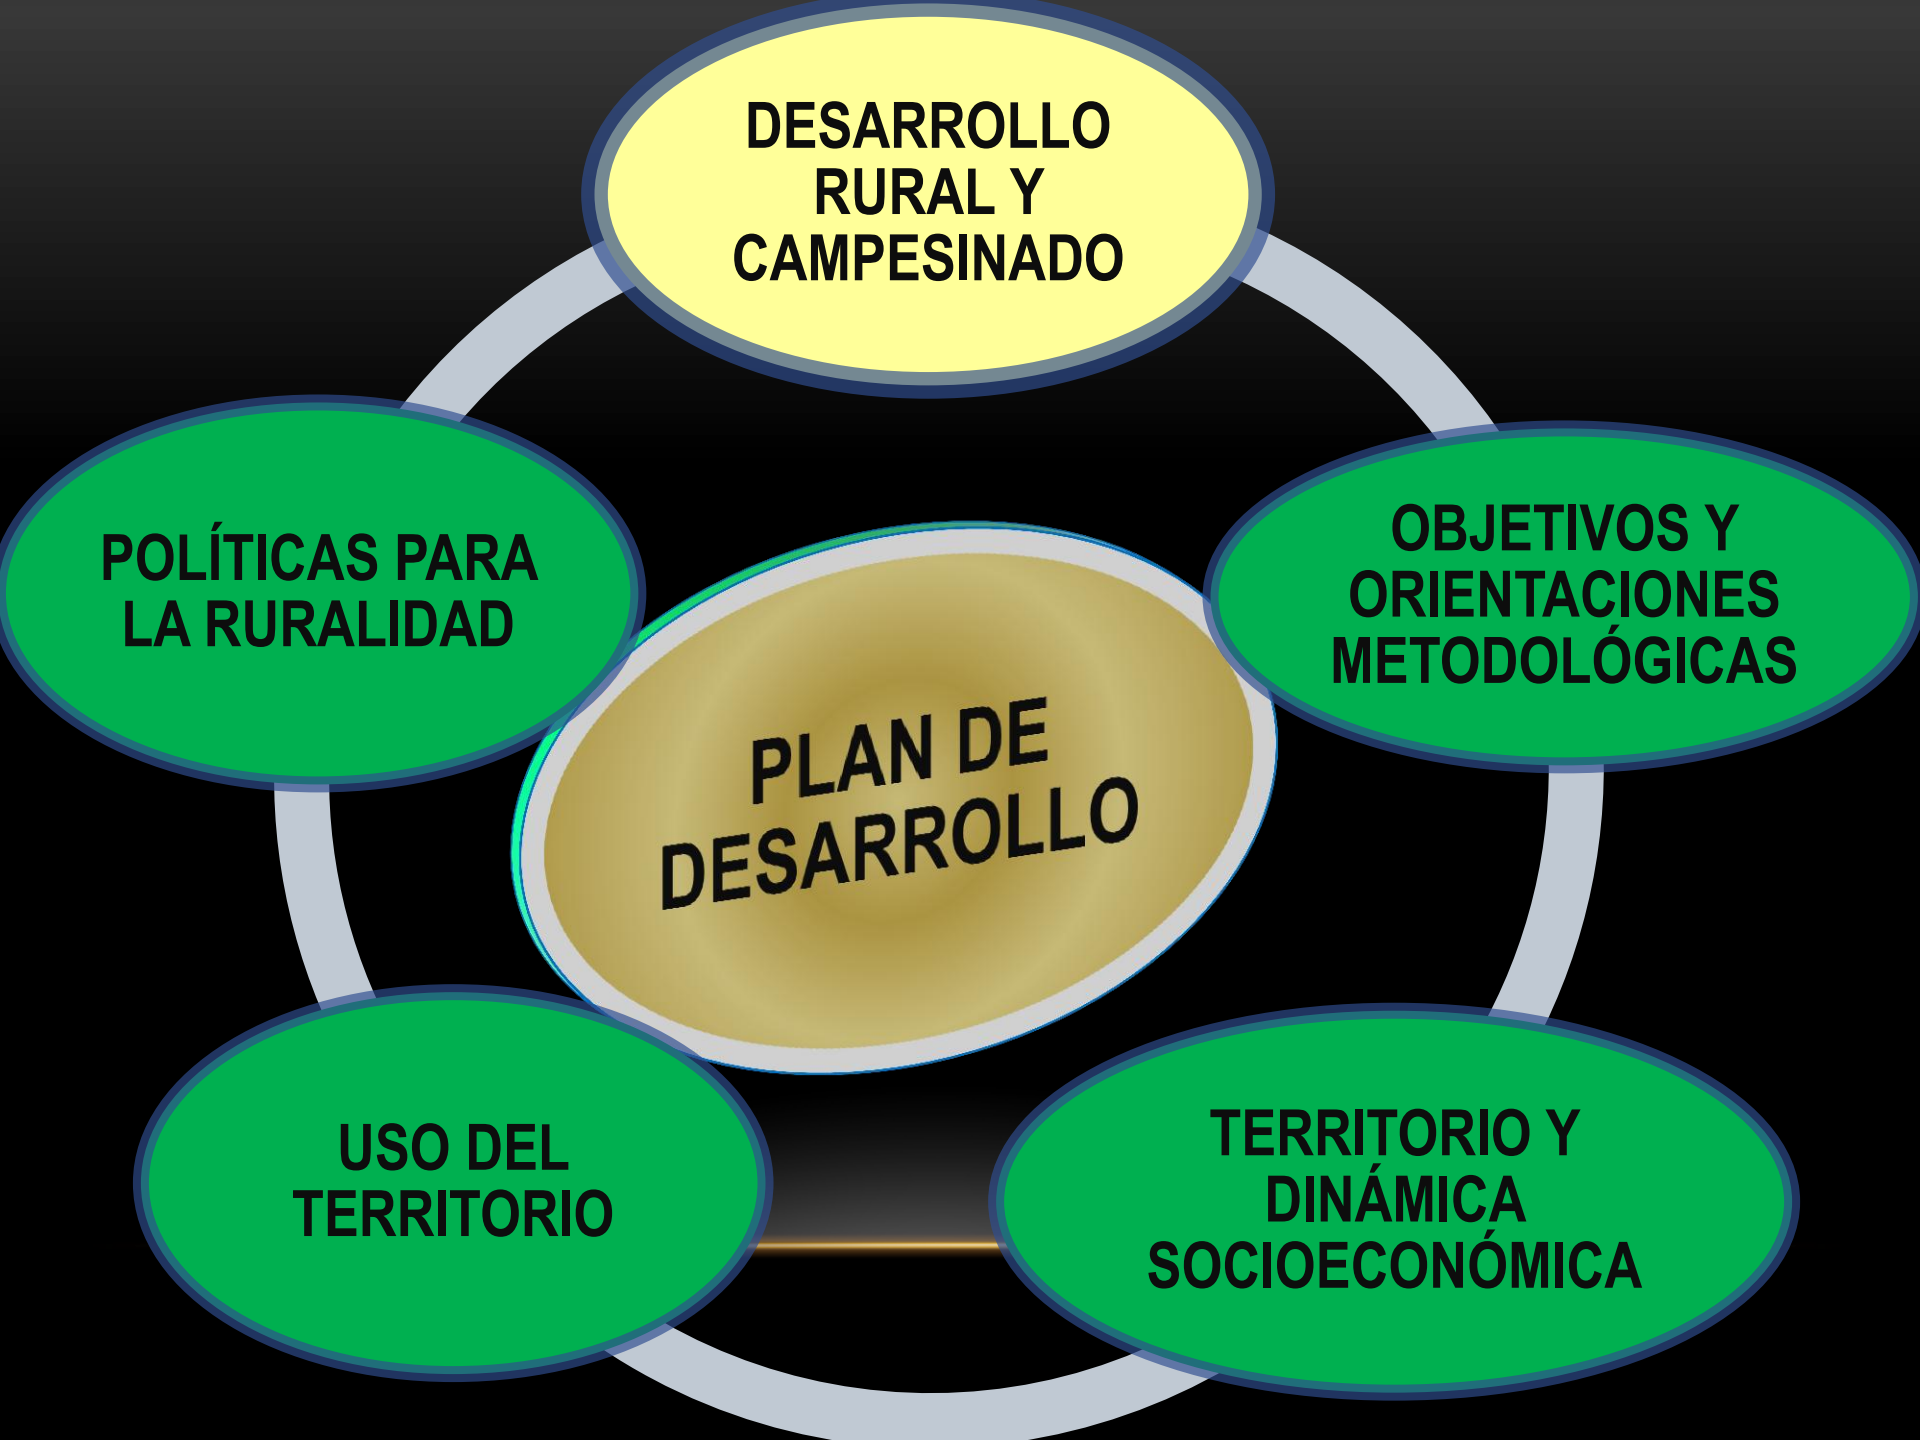 DESARROLLO
RURAL Y
CAMPESINADO
POLÍTICAS PARA
LA RURALIDAD
OBJETIVOS Y
ORIENTACIONES
METODOLÓGICAS
PLAN DE
DESARROLLO
USO DEL
TERRITORIO
TERRITORIO Y
DINÁMICA
SOCIOECONÓMICA